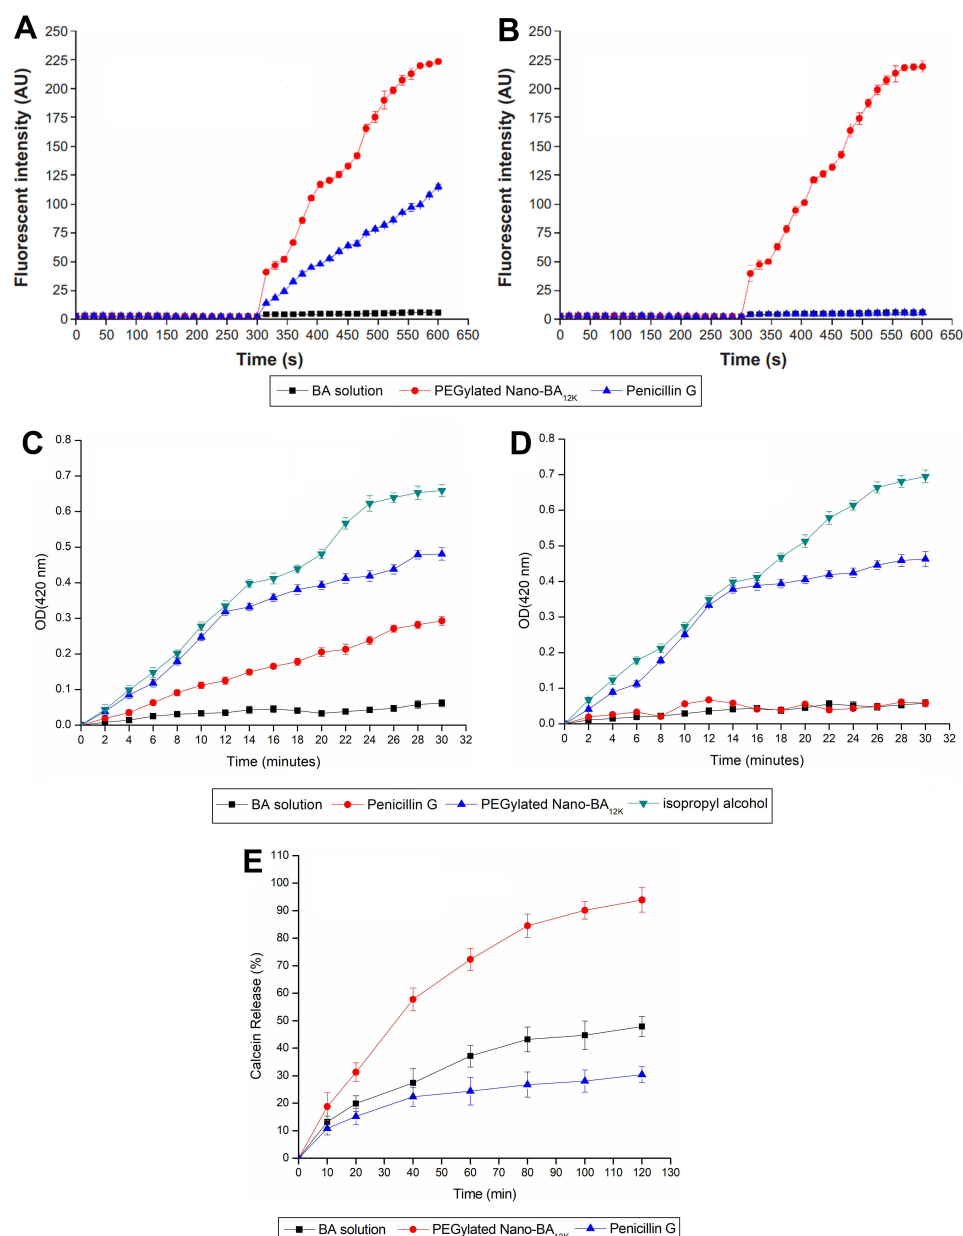 A
B
250
225
200
175
150
125
100
75
50
25
0
Fluorescent intensity (AU)
0 50 100 150 200 250 300 350 400 450 500 550 600 650
Time (s)
250
225
200
175
150
125
100
75
50
25
0
Fluorescent intensity (AU)
0 50 100 150 200 250 300 350 400 450 500 550 600 650
Time (s)
BA solution PEGylated Nano-BA12K Penicillin G
C
D
0.8
0.7
0.6
0.5
0.4
0.3
0.2
0.1
0.0
OD(420 nm)
0 2 4 6 8 10 12 14 16 18 20 22 24 26 28 30 32
Time (minutes)
0.8
0.7
0.6
0.5
0.4
0.3
0.2
0.1
0.0
OD(420 nm)
0 2 4 6 8 10 12 14 16 18 20 22 24 26 28 30 32
Time (minutes)
BA solution Penicillin G PEGylated Nano-BA12K isopropyl alcohol
E
110
100
90
80
70
60
50
40
30
20
10
0
Calcein Release (%)
0 10 20 30 40 50 60 70 80 90 100 110 120 130
Time (min)
BA solution PEGylated Nano-BA12K Penicillin G